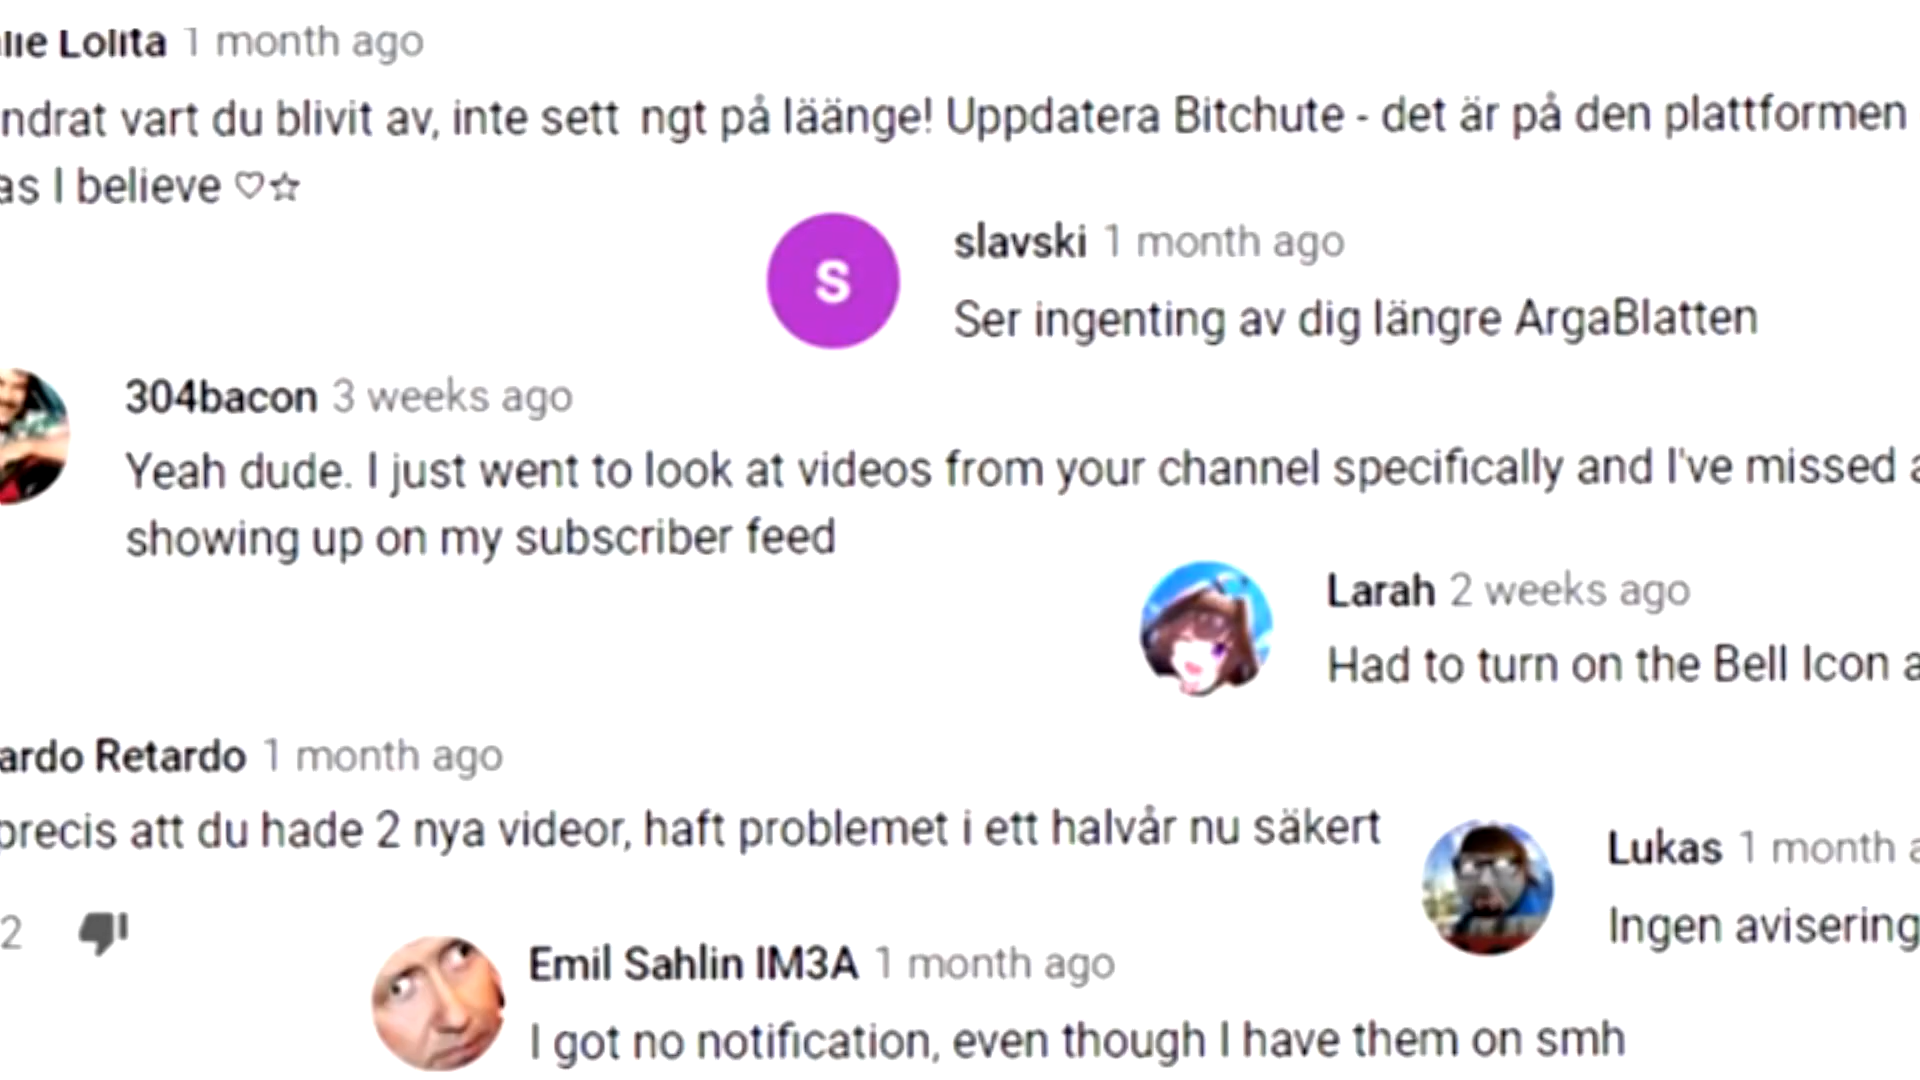 lie Lolita 1 month ago
ndrat vart du blivit av, inte sett ngt på läänge! Uppdatera Bitchute - det är på den plattformen
as I believe ♡☆
S
slavski 1 month ago
Ser ingenting av dig längre ArgaBlatten
304bacon 3 weeks ago
Yeah dude. I just went to look at videos from your channel specifically and I've missed a
showing up on my subscriber feed
Larah 2 weeks ago
Had to turn on the Bell Icon a
ardo Retardo 1 month ago
precis att du hade 2 nya videor, haft problemet i ett halvår nu säkert
2
Lukas 1 month a
Ingen avisering
Emil Sahlin IM3A 1 month ago
I got no notification, even though I have them on smh